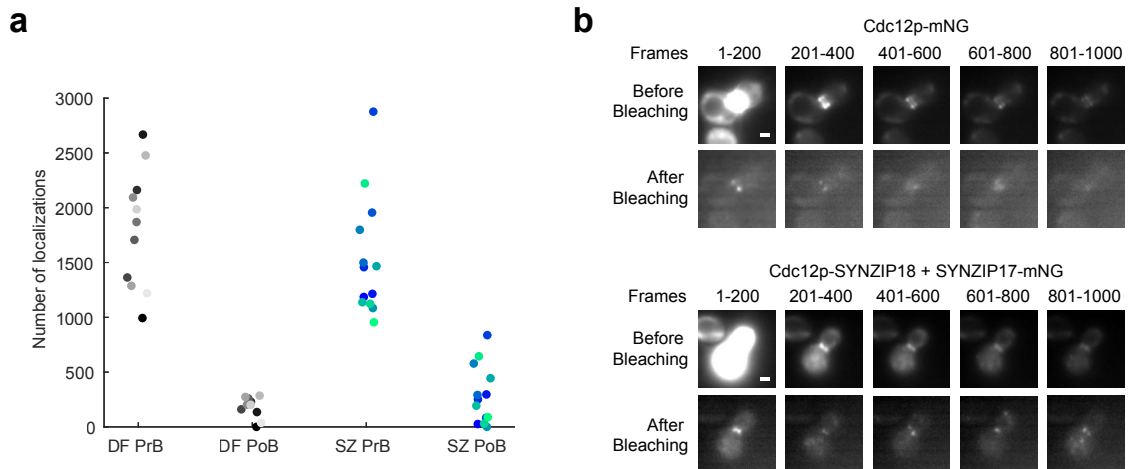 a
Number of localizations
3000
2500
2000
1500
1000
500
0
DF PrB
DF PoB
SZ PrB
SZ PoB
b
Cdc12p-mNG
Frames 1-200 201-400 401-600 601-800 801-1000
Before
Bleaching
After
Bleaching
Cdc12p-SYNZIP18 + SYNZIP17-mNG
Frames 1-200 201-400 401-600 601-800 801-1000
Before
Bleaching
After
Bleaching